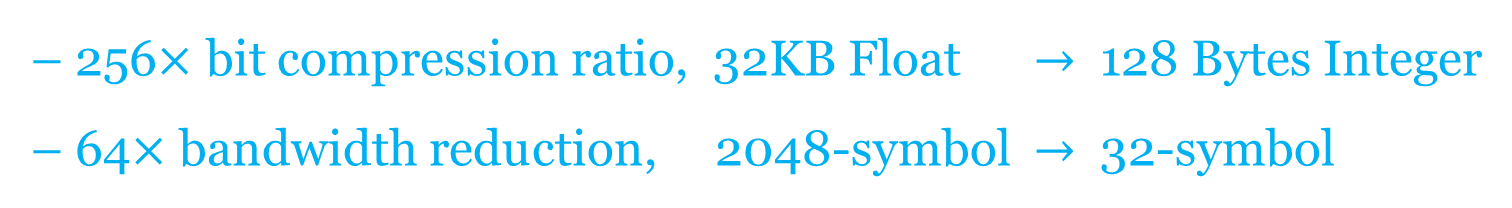 – 256× bit compression ratio, 32KB Float → 128 Bytes Integer
– 64× bandwidth reduction, 2048-symbol → 32-symbol